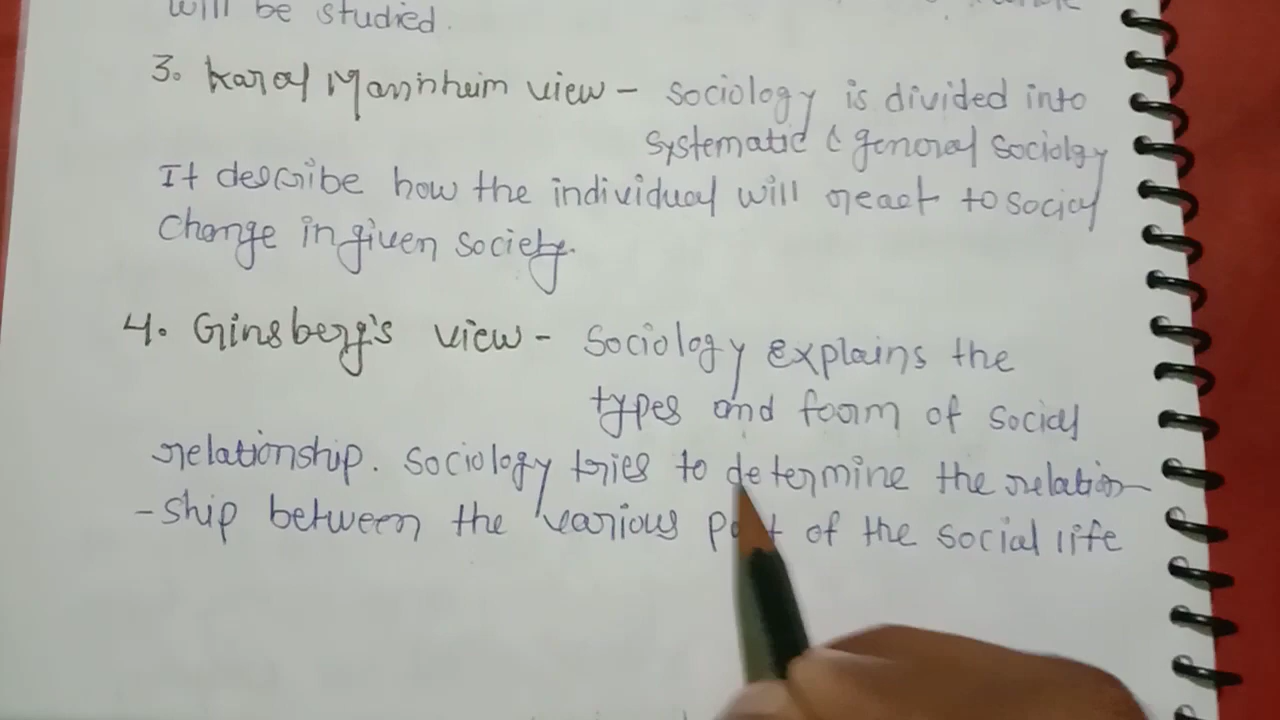 will be studied.
3. Karal Mannheim view - Sociology is divided into
Systematic & general Sociolgy
It describe how the individual will react to social
change in given society.
4. Ginsberg's view - Sociology explains the
types and form of social
relationship. Sociology tries to determine the relation-
-ship between the various of the social life